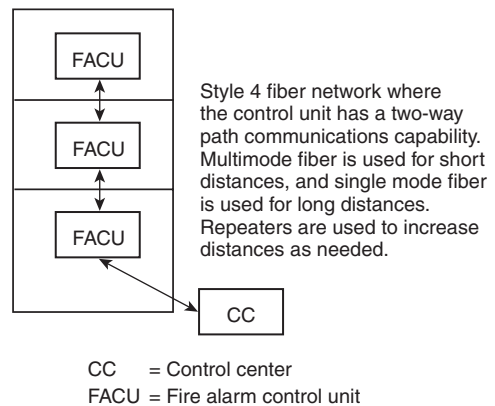 FACU
FACU
FACU
CC
Style 4 fiber network where
the control unit has a two-way
path communications capability.
Multimode fiber is used for short
distances, and single mode fiber
is used for long distances.
Repeaters are used to increase
distances as needed.
CC = Control center
FACU = Fire alarm control unit